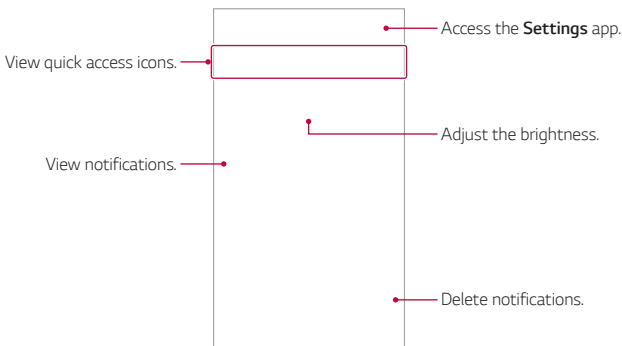 Access the Settings app.
View quick access icons.
Adjust the brightness.
View notifications.
Delete notifications.